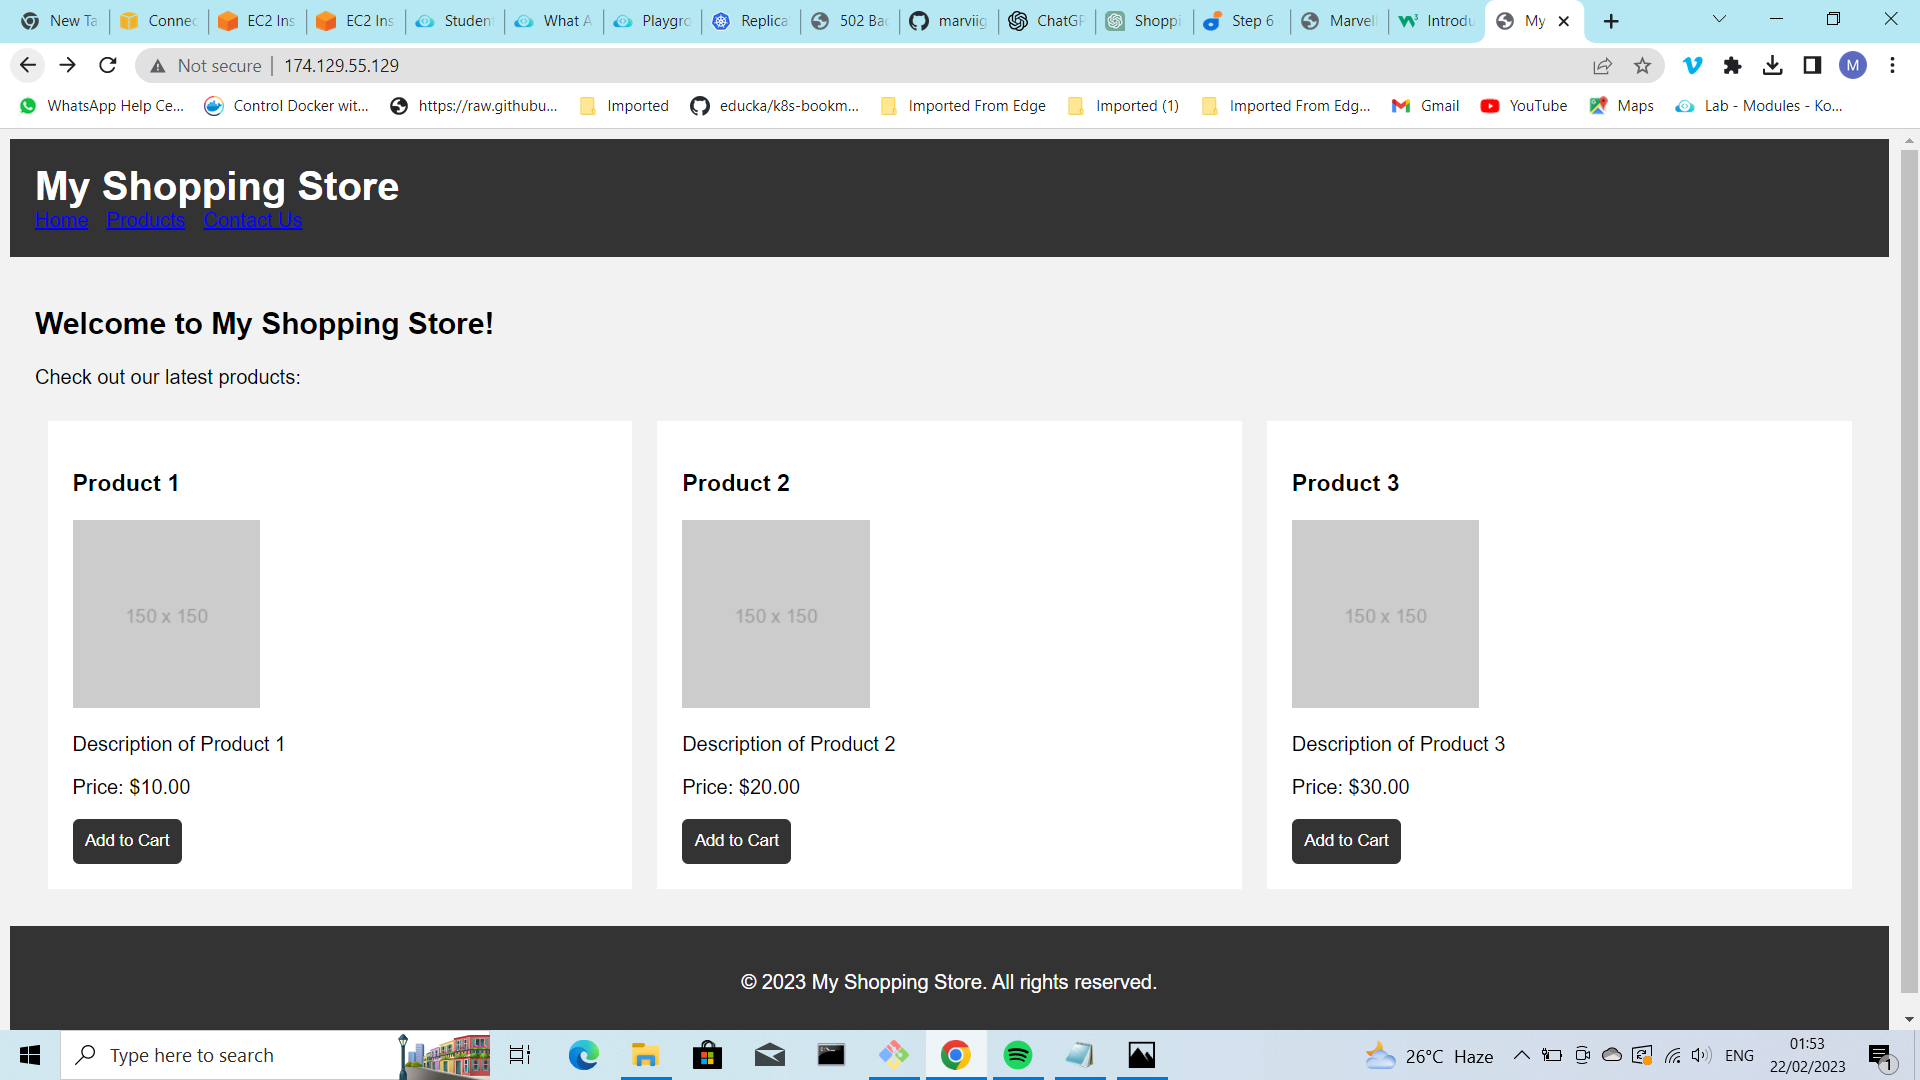 New Ta
Connec
EC2 Ins
EC2 Ins
Studen
What A
Playgro
Replica
502 Bac
marviig
ChatGP
Shoppi
Step 6
Marvell
Introdu
My
Not secure
174.129.55.129
M
WhatsApp Help Ce...
Control Docker wit...
https://raw.githubu...
Imported
educka/k8s-bookm...
Imported From Edge
Imported (1)
Imported From Edg...
Gmail
YouTube
Maps
Lab - Modules - Ko...
My Shopping Store
Home Products Contact Us
Welcome to My Shopping Store!
Check out our latest products:
Product 1
150 x 150
Description of Product 1
Price: $10.00
Add to Cart
Product 2
150 x 150
Description of Product 2
Price: $20.00
Add to Cart
Product 3
150 x 150
Description of Product 3
Price: $30.00
Add to Cart
© 2023 My Shopping Store. All rights reserved.
Type here to search
26°C Haze
ENG
01:53
22/02/2023
1